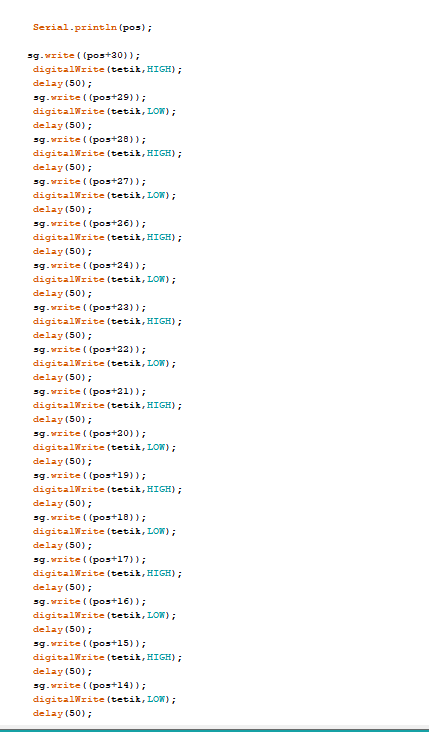 Serial.println(pos);
sg.write((pos+30));
digitalWrite(tetik,HIGH);
delay(50);
sg.write((pos+29));
digitalWrite(tetik,LOW);
delay(50);
sg.write((pos+28));
digitalWrite(tetik,HIGH);
delay(50);
sg.write((pos+27));
digitalWrite(tetik,LOW);
delay(50);
sg.write((pos+26));
digitalWrite(tetik,HIGH);
delay(50);
sg.write((pos+24));
digitalWrite(tetik,LOW);
delay(50);
sg.write((pos+23));
digitalWrite(tetik,HIGH);
delay(50);
sg.write((pos+22));
digitalWrite(tetik,LOW);
delay(50);
sg.write((pos+21));
digitalWrite(tetik,HIGH);
delay(50);
sg.write((pos+20));
digitalWrite(tetik,LOW);
delay(50);
sg.write((pos+19));
digitalWrite(tetik,HIGH);
delay(50);
sg.write((pos+18));
digitalWrite(tetik,LOW);
delay(50);
sg.write((pos+17));
digitalWrite(tetik,HIGH);
delay(50);
sg.write((pos+16));
digitalWrite(tetik,LOW);
delay(50);
sg.write((pos+15));
digitalWrite(tetik,HIGH);
delay(50);
sg.write((pos+14));
digitalWrite(tetik,LOW);
delay(50);